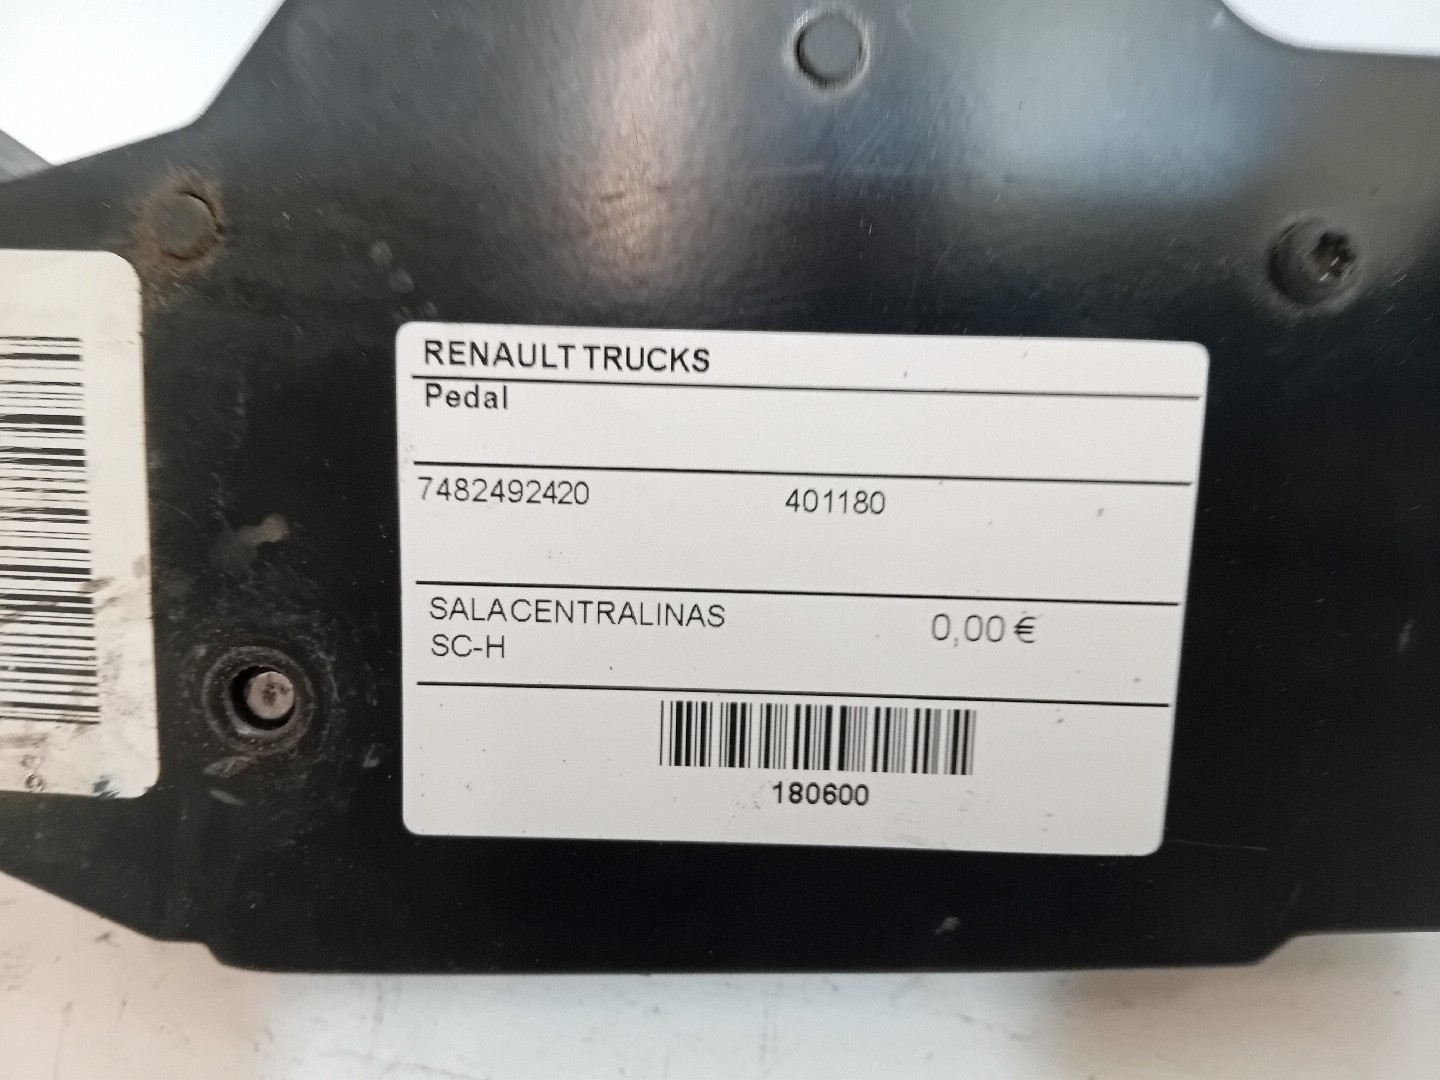 RENAULT TRUCKS
Pedal
7482492420 401180
SALACENTRALINAS 0,00 €
SC-H
180600